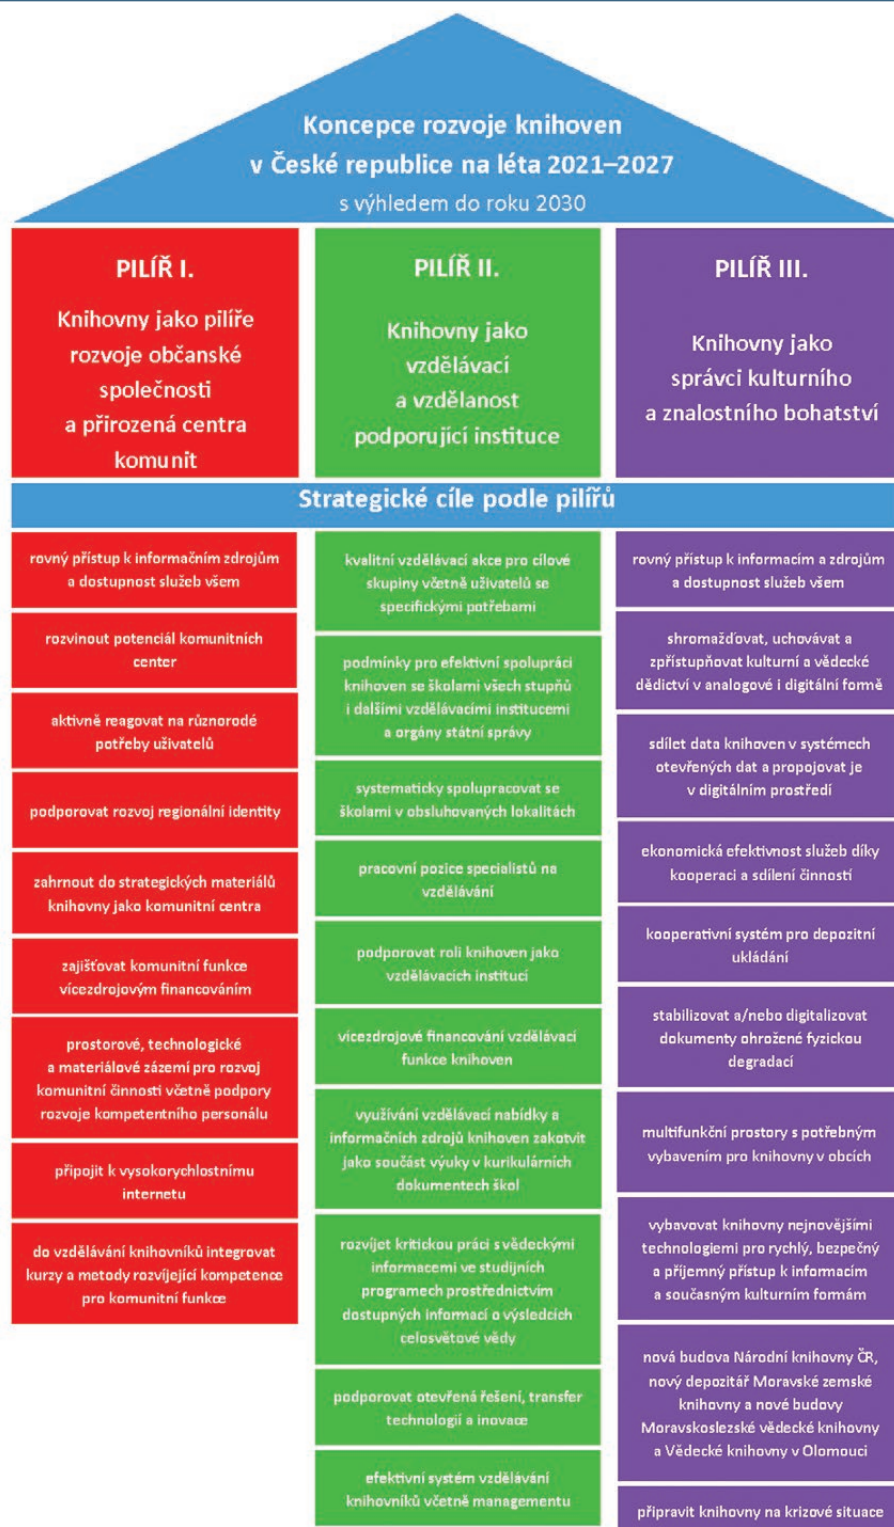 Koncepce rozvoje knihoven
v České republice na léta 2021–2027
s výhledem do roku 2030
PILÍŘ I.
Knihovny jako pilíře
rozvoje občanské
společnosti
a přirozená centra
komunit
PILÍŘ II.
Knihovny jako
vzdělávací
a vzdělanost
podporující instituce
PILÍŘ III.
Knihovny jako
správci kulturního
a znalostního bohatství
Strategické cíle podle pilířů
rovný přístup k informačním zdrojům
a dostupnost služeb všem
rozvinout potenciál komunitních
center
aktivně reagovat na různorodé
potřeby uživatelů
podporovat rozvoj regionální identity
zahrnout do strategických materiálů
knihovny jako komunitní centra
zajišťovat komunitní funkce
vícezdrojovým financováním
prostorové, technologické
a materiálové zázemí pro rozvoj
komunitní činnosti včetně podpory
rozvoje kompetentního personálu
připojit k vysokorychlostnímu
internetu
do vzdělávání knihovníků integrovat
kurzy a metody rozvíjející kompetence
pro komunitní funkce
kvalitní vzdělávací akce pro cílové
skupiny včetně uživatelů se
specifickými potřebami
podmínky pro efektivní spolupráci
knihoven se školami všech stupňů
i dalšími vzdělávacími institucemi
a orgány státní správy
systematicky spolupracovat se
školami v obsluhovaných lokalitách
pracovní pozice specialistů na
vzdělávání
podporovat roli knihoven jako
vzdělávacích institucí
vícezdrojové financování vzdělávací
funkce knihoven
využívání vzdělávací nabídky a
informačních zdrojů knihoven zakotvit
jako součást výuky v kurikulárních
dokumentech škol
rozvíjet kritickou práci s vědeckými
informacemi ve studijních
programech prostřednictvím
dostupných informací o výsledcích
celosvětové vědy
podporovat otevřená řešení, transfer
technologií a inovace
efektivní systém vzdělávání
knihovníků včetně managementu
rovný přístup k informacím a zdrojům
a dostupnost služeb všem
shromažďovat, uchovávat a
zpřístupňovat kulturní a vědecké
dědictví v analogové i digitální formě
sdílet data knihoven v systémech
otevřených dat a propojovat je
v digitálním prostředí
ekonomická efektivnost služeb díky
kooperaci a sdílení činností
kooperativní systém pro depozitní
ukládání
stabilizovat a/nebo digitalizovat
dokumenty ohrožené fyzickou
degradací
multifunkční prostory s potřebným
vybavením pro knihovny v obcích
vybavovat knihovny nejnovějšími
technologiemi pro rychlý, bezpečný
a příjemný přístup k informacím
a současným kulturním formám
nová budova Národní knihovny ČR,
nový depozitář Moravské zemské
knihovny a nové budovy
Moravskoslezské vědecké knihovny
a Vědecké knihovny v Olomouci
připravit knihovny na krizové situace